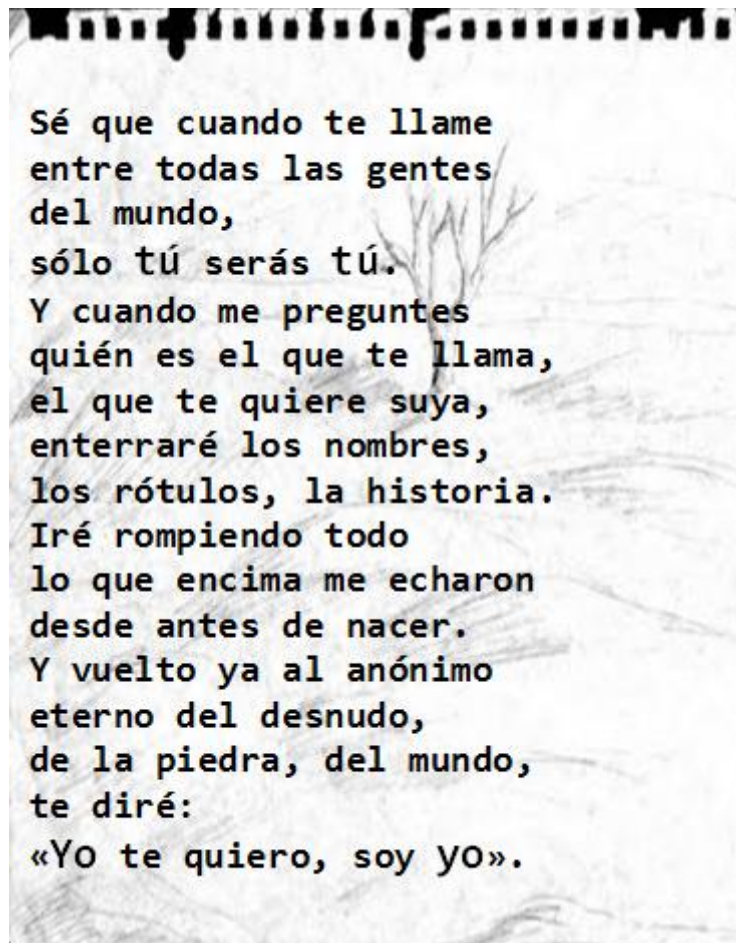 Sé que cuando te llame
entre todas las gentes
del mundo,
sólo tú serás tú.
Y cuando me preguntes
quién es el que te llama,
el que te quiere suya,
enterraré los nombres,
los rótulos, la historia.
Iré rompiendo todo
lo que encima me echaron
desde antes de nacer.
Y vuelto ya al anónimo
eterno del desnudo,
de la piedra, del mundo,
te diré:
«Yo te quiero, soy yo».